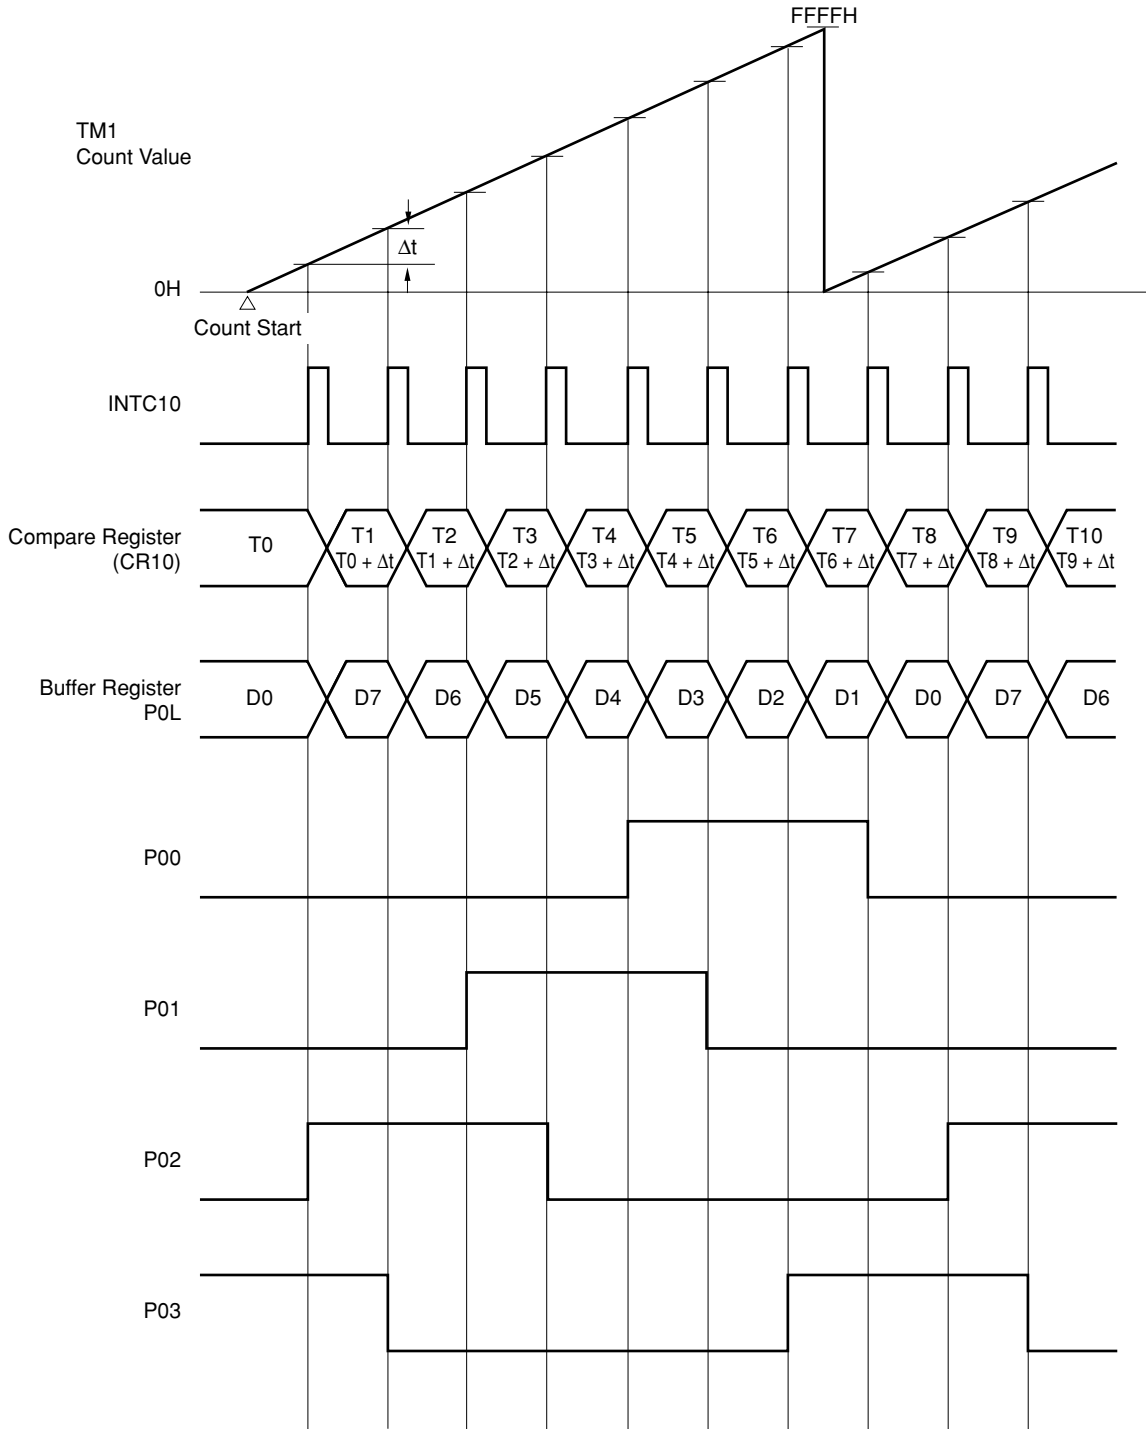 FFFFH
TM1
Count Value
Δt
0H
Count Start
INTC10
Compare Register
(CR10)
T0
T1
T0 + Δt
T2
T1 + Δt
T3
T2 + Δt
T4
T3 + Δt
T5
T4 + Δt
T6
T5 + Δt
T7
T6 + Δt
T8
T7 + Δt
T9
T8 + Δt
T10
T9 + Δt
Buffer Register
P0L
D0
D7
D6
D5
D4
D3
D2
D1
D0
D7
D6
P00
P01
P02
P03